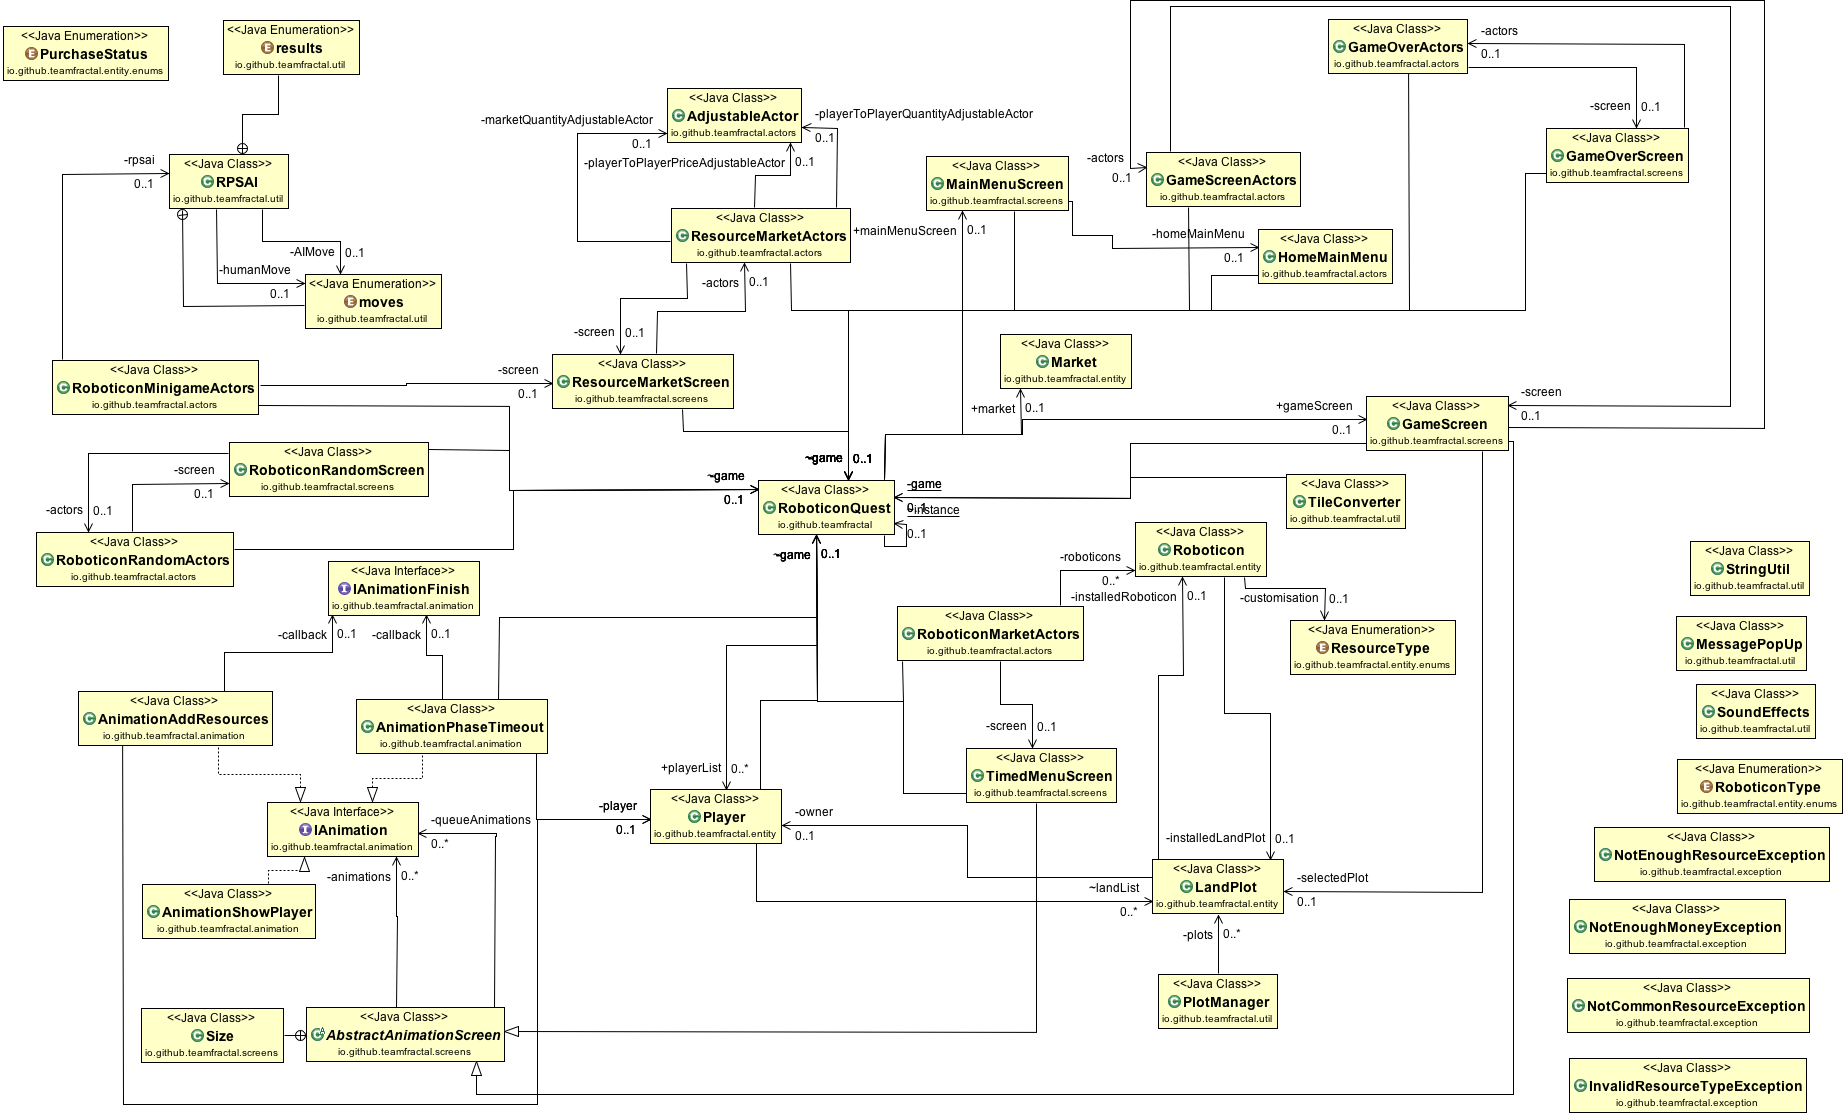 <<Java Enumeration>>
PurchaseStatus
io.github.teamfractal.entity.enums
<<Java Enumeration>>
results
io.github.teamfractal.util
<<Java Class>>
RPSAI
io.github.teamfractal.util
-rpsai
0..1
-AIMove
0..1
-humanMove
0..1
<<Java Enumeration>>
moves
io.github.teamfractal.util
<<Java Class>>
AdjustableActor
io.github.teamfractal.actors
-marketQuantityAdjustableActor
0..1
-playerToPlayerPriceAdjustableActor
0..1
-playerToPlayerQuantityAdjustableActor
0..1
<<Java Class>>
ResourceMarketActors
io.github.teamfractal.actors
-actors
0..1
-screen
0..1
<<Java Class>>
ResourceMarketScreen
io.github.teamfractal.screens
<<Java Class>>
MainMenuScreen
io.github.teamfractal.screens
+mainMenuScreen
0..1
<<Java Class>>
GameScreenActors
io.github.teamfractal.actors
-actors
0..1
<<Java Class>>
GameOverActors
io.github.teamfractal.actors
-actors
0..1
-screen
0..1
<<Java Class>>
GameOverScreen
io.github.teamfractal.screens
-homeMainMenu
0..1
<<Java Class>>
HomeMainMenu
io.github.teamfractal.actors
<<Java Class>>
Market
io.github.teamfractal.entity
+market
0..1
<<Java Class>>
RoboticonMinigameActors
io.github.teamfractal.actors
-screen
0..1
+gameScreen
0..1
<<Java Class>>
GameScreen
io.github.teamfractal.screens
-screen
0..1
<<Java Class>>
RoboticonRandomScreen
io.github.teamfractal.screens
-screen
0..1
-actors
0..1
<<Java Class>>
RoboticonRandomActors
io.github.teamfractal.actors
~game
0..1
~game
0..1
<<Java Class>>
RoboticonQuest
io.github.teamfractal
-game
0..1
~instance
0..1
~game
0..1
<<Java Class>>
TileConverter
io.github.teamfractal.util
<<Java Class>>
Roboticon
io.github.teamfractal.entity
-roboticons
0..*
-installedRoboticon
0..1
-customisation
0..1
<<Java Enumeration>>
ResourceType
io.github.teamfractal.entity.enums
<<Java Class>>
RoboticonMarketActors
io.github.teamfractal.actors
-screen
0..1
<<Java Class>>
TimedMenuScreen
io.github.teamfractal.screens
<<Java Interface>>
IAnimationFinish
io.github.teamfractal.animation
-callback
0..1
-callback
0..1
<<Java Class>>
AnimationAddResources
io.github.teamfractal.animation
<<Java Class>>
AnimationPhaseTimeout
io.github.teamfractal.animation
<<Java Interface>>
IAnimation
io.github.teamfractal.animation
-queueAnimations
0..*
-animations
0..*
<<Java Class>>
AnimationShowPlayer
io.github.teamfractal.animation
<<Java Class>>
Size
io.github.teamfractal.screens
<<Java Class>>
AbstractAnimationScreen
io.github.teamfractal.screens
+playerList
0..*
-player
0..1
<<Java Class>>
Player
io.github.teamfractal.entity
-owner
0..1
~landList
0..*
-installedLandPlot
0..1
<<Java Class>>
LandPlot
io.github.teamfractal.entity
-selectedPlot
0..1
-plots
0..*
<<Java Class>>
PlotManager
io.github.teamfractal.util
<<Java Class>>
StringUtil
io.github.teamfractal.util
<<Java Class>>
MessagePopUp
io.github.teamfractal.util
<<Java Class>>
SoundEffects
io.github.teamfractal.util
<<Java Enumeration>>
RoboticonType
io.github.teamfractal.entity.enums
<<Java Class>>
NotEnoughResourceException
io.github.teamfractal.exception
<<Java Class>>
NotEnoughMoneyException
io.github.teamfractal.exception
<<Java Class>>
NotCommonResourceException
io.github.teamfractal.exception
<<Java Class>>
InvalidResourceTypeException
io.github.teamfractal.exception